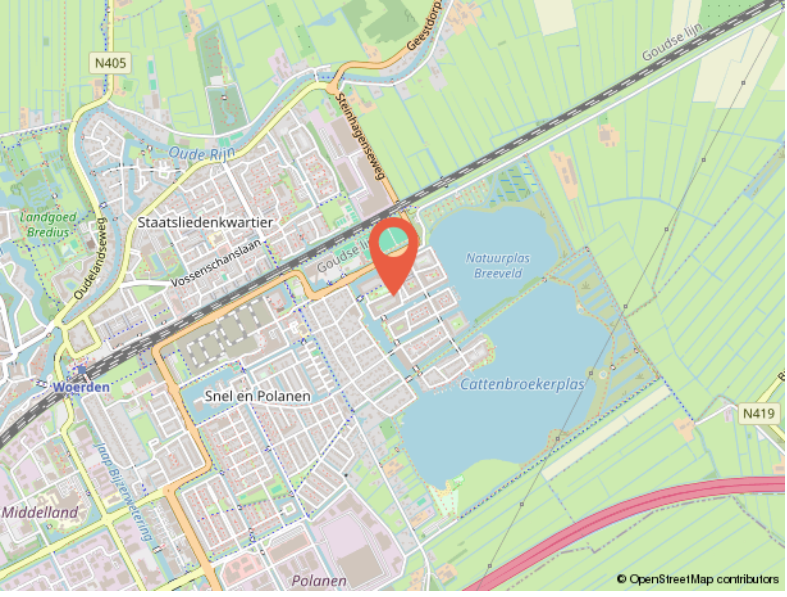 Geestdorp
Goudse lijn
N405
Steinhagenseweg
Oude Rijn
Landgoed
Bredius
Staatsliedenkwartier
Oudelandseweg
Vossenschanslaan
Goudse lij
Natuurplas
Breeveld
Woerden
Snel en Polanen
Cattenbroekerplas
N419
Jaap Bijzerwetering
Middelland
Polanen
© OpenStreetMap contributors